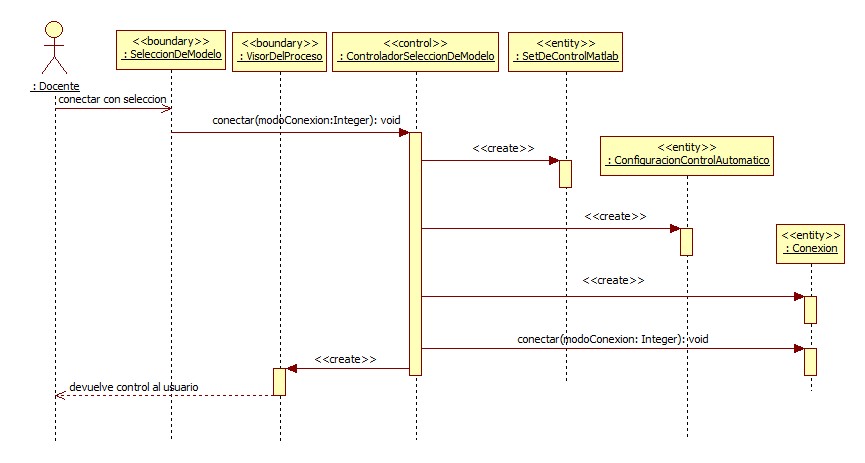 <<boundary>>
: SeleccionDeModelo
<<boundary>>
: VisorDelProceso
<<control>>
: ControladorSeleccionDeModelo
<<entity>>
: SetDeControlMatlab
: Docente
conectar con seleccion
conectar(modoConexion:Integer): void
<<create>>
<<entity>>
: ConfiguracionControlAutomatico
<<create>>
<<entity>>
: Conexion
<<create>>
conectar(modoConexion: Integer): void
<<create>>
devuelve control al usuario